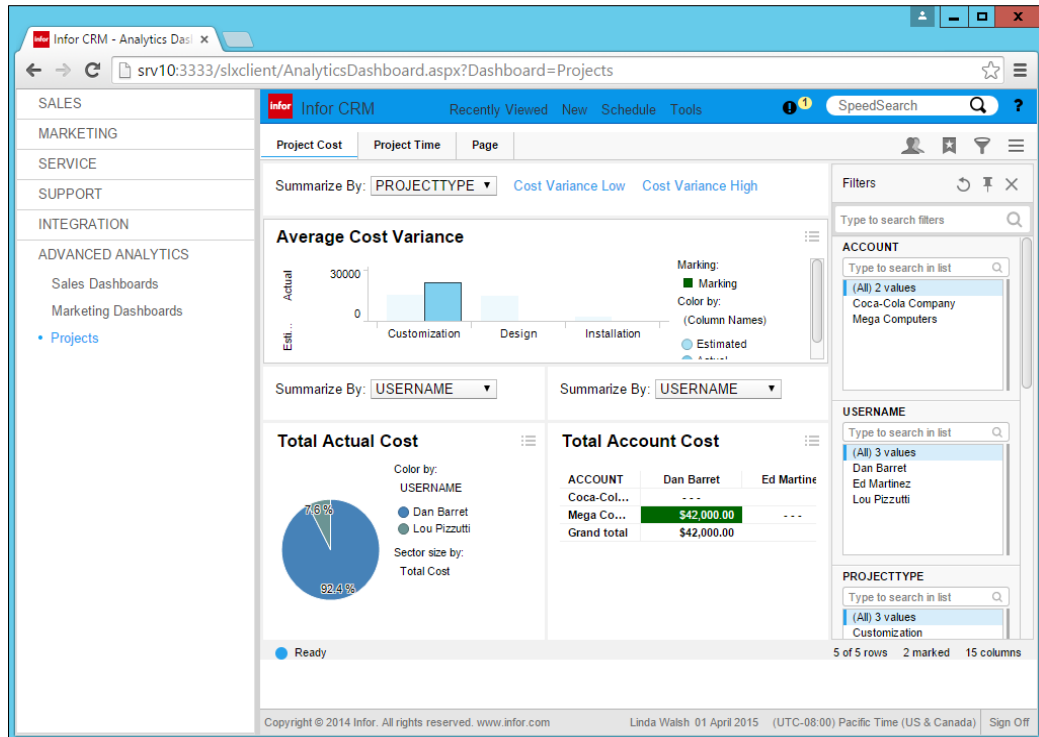 Infor CRM - Analytics Das
srv10:3333/slxclient/AnalyticsDashboard.aspx?Dashboard=Projects
SALES
MARKETING
SERVICE
SUPPORT
INTEGRATION
ADVANCED ANALYTICS
Sales Dashboards
Marketing Dashboards
• Projects
infor Infor CRM Recently Viewed New Schedule Tools 1 SpeedSearch ?
Project Cost Project Time Page
Summarize By: PROJECTTYPE Cost Variance Low Cost Variance High
Average Cost Variance
Actual
Esti...
30000
0
Customization Design Installation
Marking:
Marking
Color by:
(Column Names)
Estimated
Actual
Summarize By: USERNAME
Summarize By: USERNAME
Total Actual Cost
7.6 %
92.4 %
Color by:
USERNAME
Dan Barret
Lou Pizzutti
Sector size by:
Total Cost
Total Account Cost
ACCOUNT Dan Barret Ed Martine
Coca-Col... - - -
Mega Co... $42,000.00 - - -
Grand total $42,000.00
Filters
Type to search filters
ACCOUNT
Type to search in list
(All) 2 values
Coca-Cola Company
Mega Computers
USERNAME
Type to search in list
(All) 3 values
Dan Barret
Ed Martinez
Lou Pizzutti
PROJECTTYPE
Type to search in list
(All) 3 values
Customization
Ready 5 of 5 rows 2 marked 15 columns
Copyright © 2014 Infor. All rights reserved. www.infor.com Linda Walsh 01 April 2015 (UTC-08:00) Pacific Time (US & Canada) Sign Off